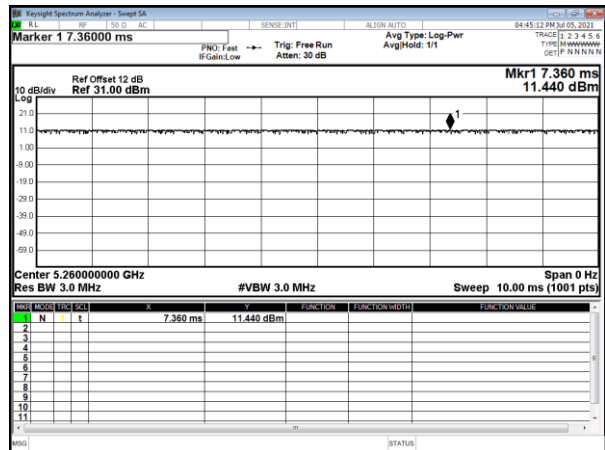 Keysight Spectrum Analyzer - Swept SA
RL RF 50 Ω AC SENSE:INT ALIGN AUTO 04:45:12 PM Jul 05, 2021
Marker 1 7.36000 ms
PNO: Fast Trig: Free Run Avg Type: Log-Pwr TRACE 1 2 3 4 5 6
IFGain:Low Atten: 30 dB Avg|Hold: 1/1 TYPE M WWWWW
DET P N N N N N
Ref Offset 12 dB Mkr1 7.360 ms
10 dB/div Ref 31.00 dBm 11.440 dBm
Log
21.0
1
11.0
1.00
-9.00
-19.0
-29.0
-39.0
-49.0
-59.0
Center 5.260000000 GHz Span 0 Hz
Res BW 3.0 MHz #VBW 3.0 MHz Sweep 10.00 ms (1001 pts)
MKR MODE TRC SCL X Y FUNCTION FUNCTION WIDTH FUNCTION VALUE
1 N 1 t 7.360 ms 11.440 dBm
2
3
4
5
6
7
8
9
10
11
MSG STATUS